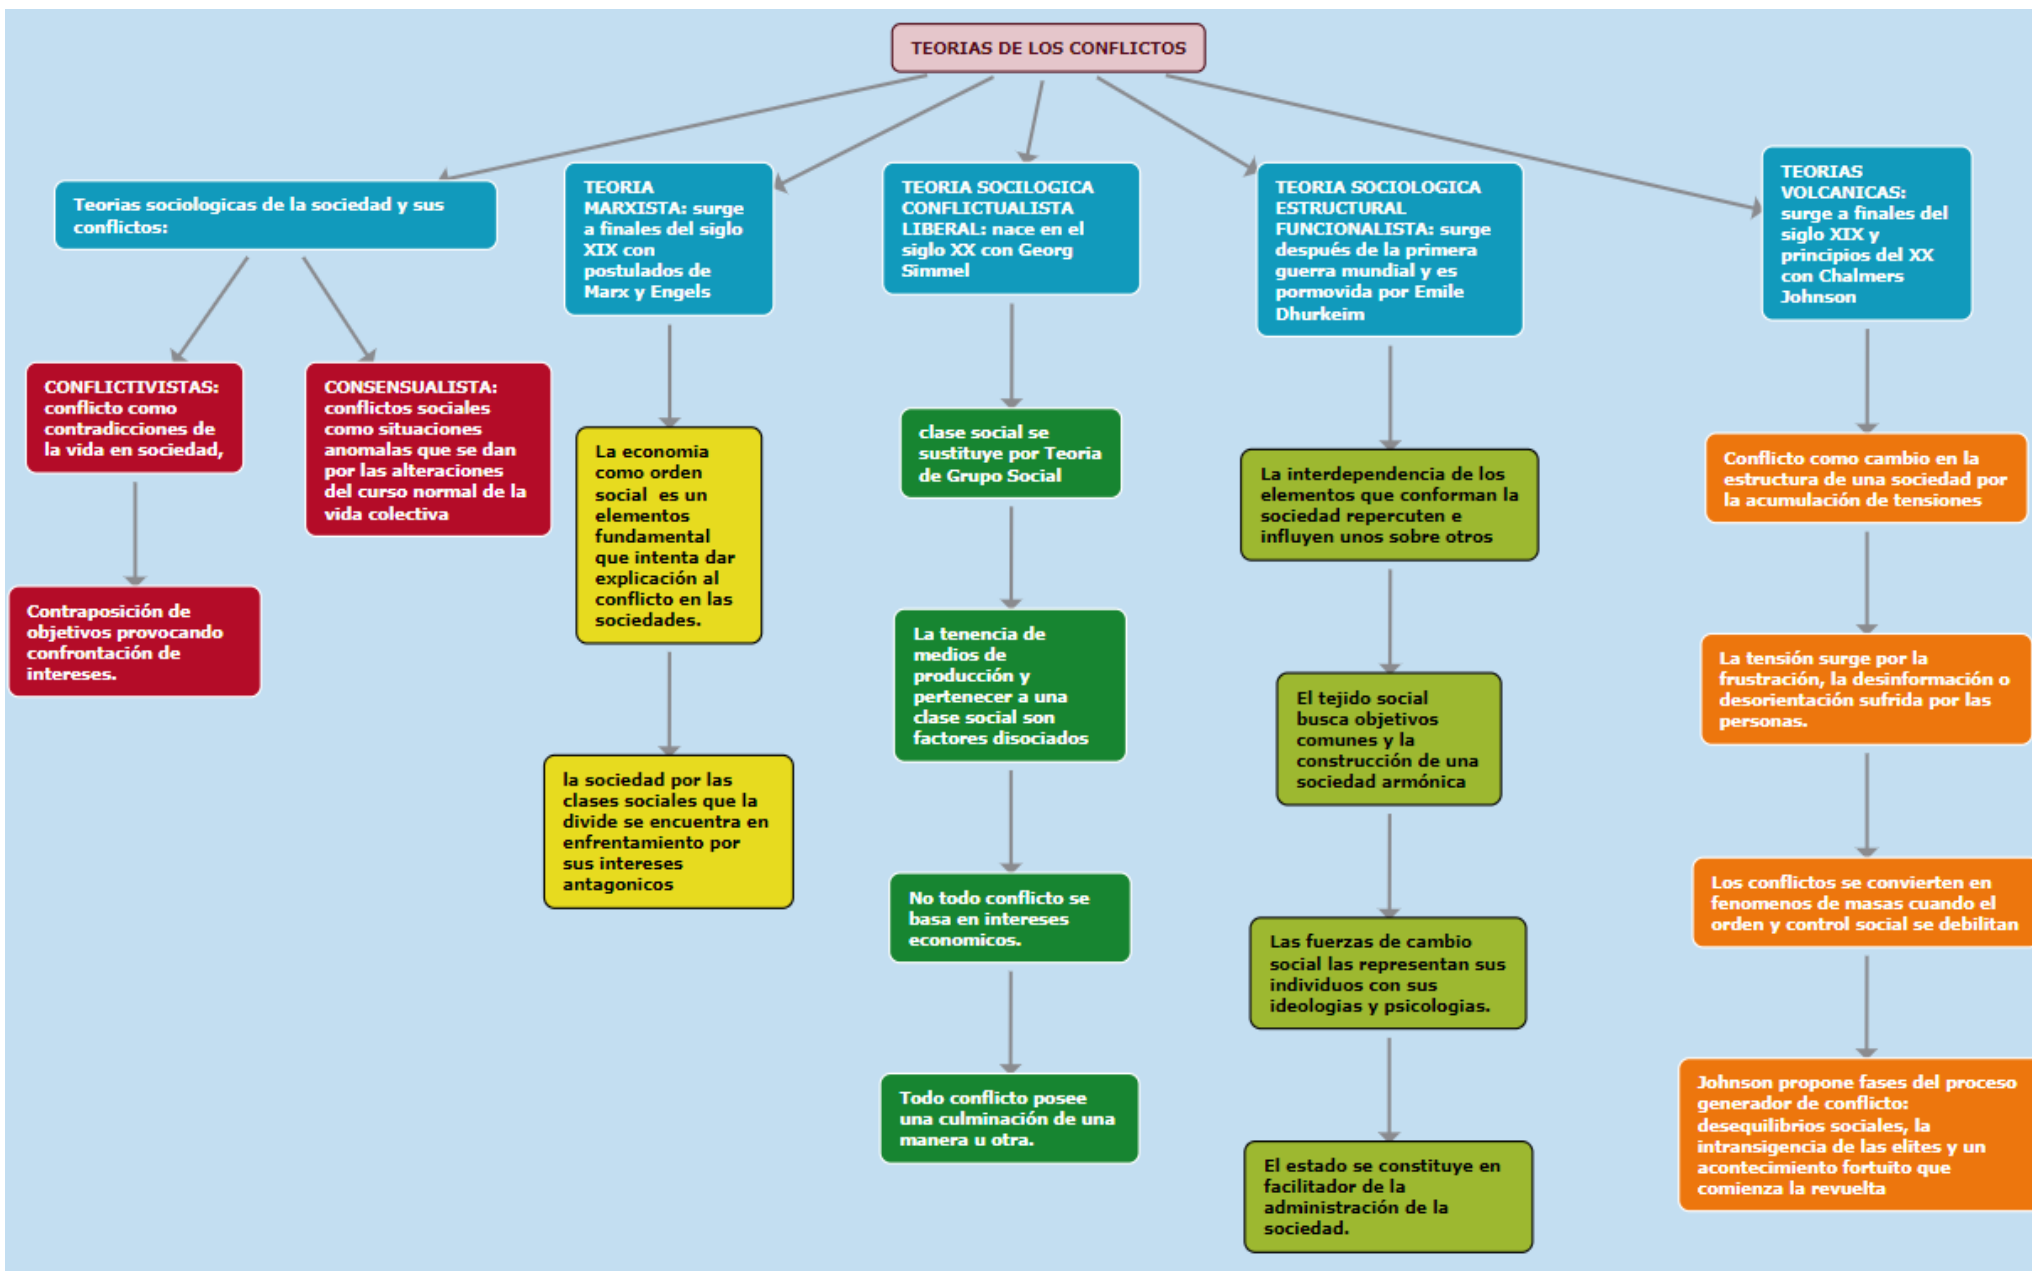 TEORIAS DE LOS CONFLICTOS
Teorias sociologicas de la sociedad y sus
conflictos:
CONFLICTIVISTAS:
conflicto como
contradicciones de
la vida en sociedad,
Contraposición de
objetivos provocando
confrontación de
intereses.
CONSENSUALISTA:
conflictos sociales
como situaciones
anomalas que se dan
por las alteraciones
del curso normal de la
vida colectiva
TEORIA
MARXISTA: surge
a finales del siglo
XIX con
postulados de
Marx y Engels
La economia
como orden
social es un
elementos
fundamental
que intenta dar
explicación al
conflicto en las
sociedades.
la sociedad por las
clases sociales que la
divide se encuentra en
enfrentamiento por
sus intereses
antagonicos
TEORIA SOCILOGICA
CONFLICTUALISTA
LIBERAL: nace en el
siglo XX con Georg
Simmel
clase social se
sustituye por Teoria
de Grupo Social
La tenencia de
medios de
producción y
pertenecer a una
clase social son
factores disociados
No todo conflicto se
basa en intereses
economicos.
Todo conflicto posee
una culminación de una
manera u otra.
TEORIA SOCIOLOGICA
ESTRUCTURAL
FUNCIONALISTA: surge
después de la primera
guerra mundial y es
pormovida por Emile
Dhurkeim
La interdependencia de los
elementos que conforman la
sociedad repercuten e
influyen unos sobre otros
El tejido social
busca objetivos
comunes y la
construcción de una
sociedad armónica
Las fuerzas de cambio
social las representan sus
individuos con sus
ideologias y psicologias.
El estado se constituye en
facilitador de la
administración de la
sociedad.
TEORIAS
VOLCANICAS:
surge a finales del
siglo XIX y
principios del XX
con Chalmers
Johnson
Conflicto como cambio en la
estructura de una sociedad por
la acumulación de tensiones
La tensión surge por la
frustración, la desinformación o
desorientación sufrida por las
personas.
Los conflictos se convierten en
fenomenos de masas cuando el
orden y control social se debilitan
Johnson propone fases del proceso
generador de conflicto:
desequilibrios sociales, la
intransigencia de las elites y un
acontecimiento fortuito que
comienza la revuelta